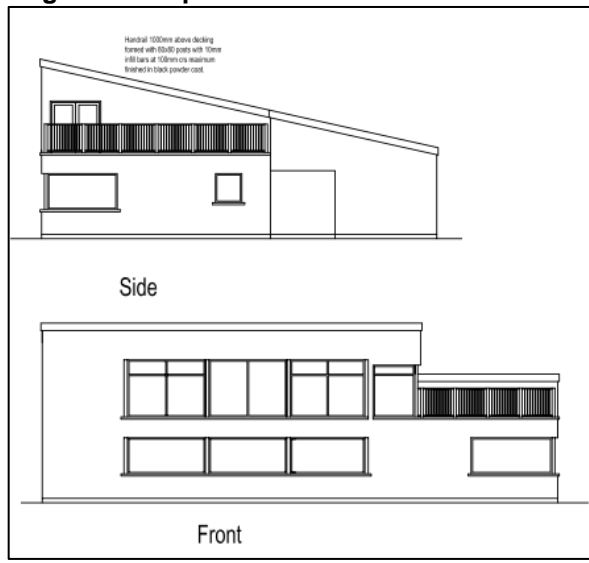 Handrail 1000mm above decking
formed with 60x60 posts with 10mm
infill bars at 100mm crs maximum
finished in black powder coat.
Side
Front